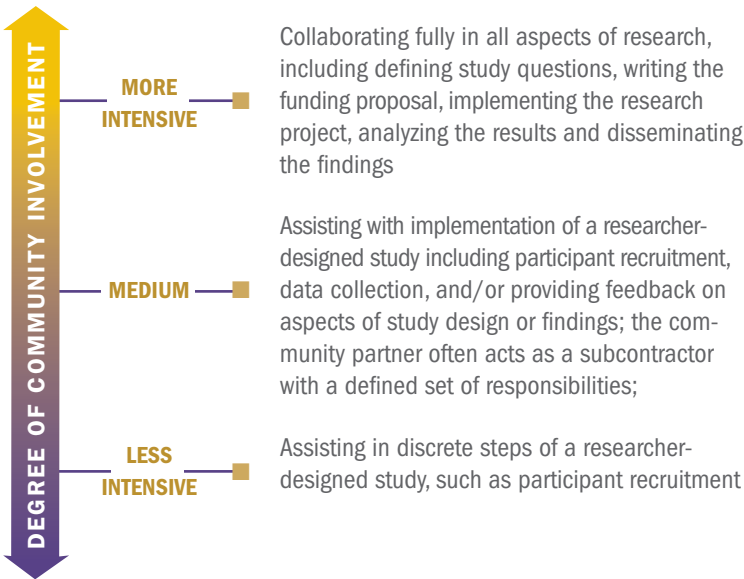 DEGREE OF COMMUNITY INVOLVEMENT
MORE
INTENSIVE
Collaborating fully in all aspects of research,
including defining study questions, writing the
funding proposal, implementing the research
project, analyzing the results and disseminating
the findings
MEDIUM
Assisting with implementation of a researcher-
designed study including participant recruitment,
data collection, and/or providing feedback on
aspects of study design or findings; the com-
munity partner often acts as a subcontractor
with a defined set of responsibilities;
LESS
INTENSIVE
Assisting in discrete steps of a researcher-
designed study, such as participant recruitment